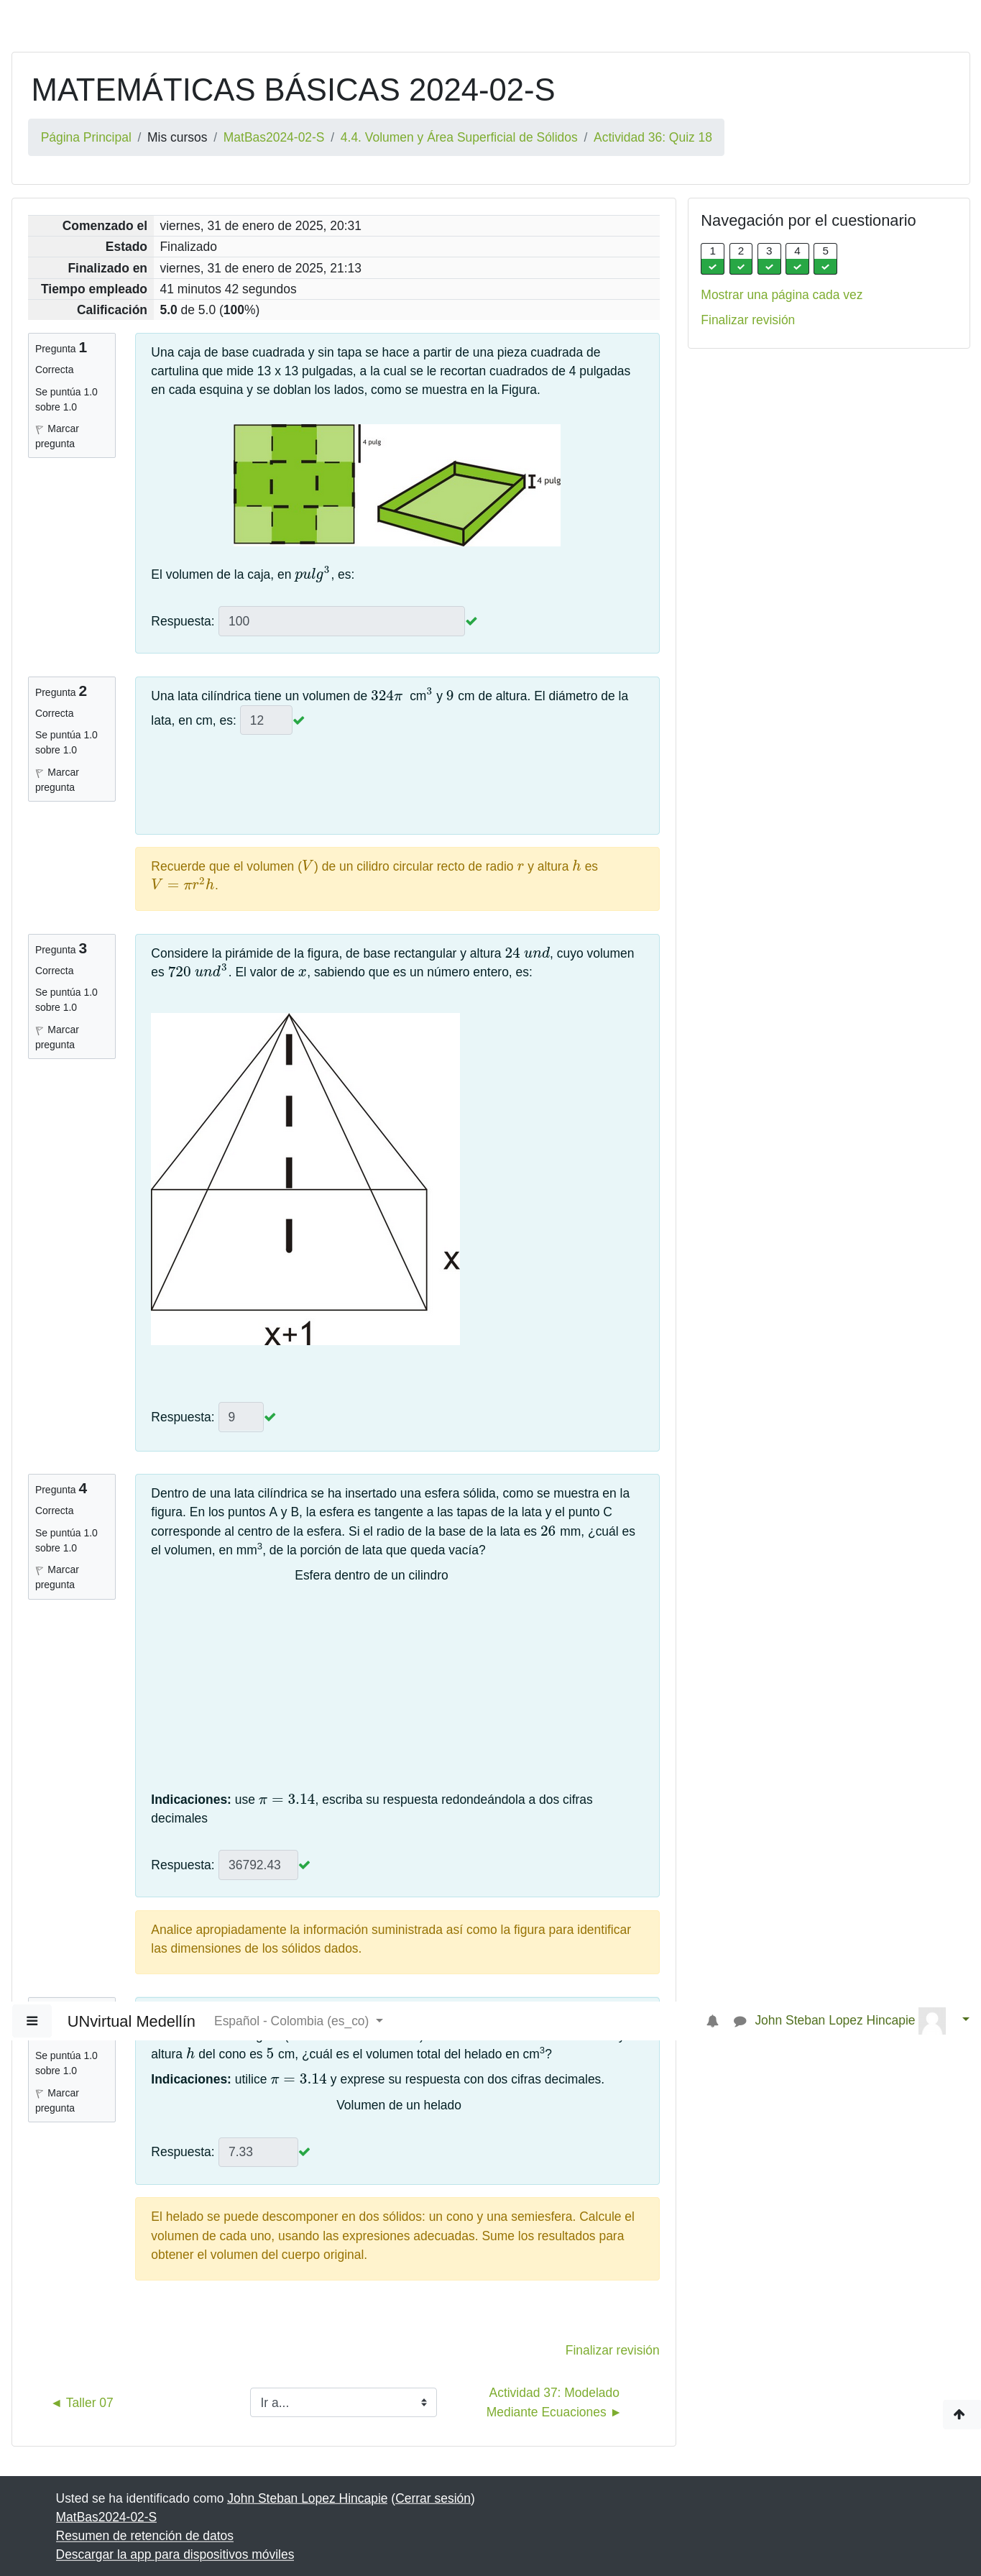 MATEMÁTICAS BÁSICAS 2024-02-S
Página Principal / Mis cursos / MatBas2024-02-S / 4.4. Volumen y Área Superficial de Sólidos / Actividad 36: Quiz 18
Comenzado el viernes, 31 de enero de 2025, 20:31
Estado Finalizado
Finalizado en viernes, 31 de enero de 2025, 21:13
Tiempo empleado 41 minutos 42 segundos
Calificación 5.0 de 5.0 (100%)
Navegación por el cuestionario
1 2 3 4 5
Mostrar una página cada vez
Finalizar revisión
Pregunta 1
Correcta
Se puntúa 1.0
sobre 1.0
Marcar
pregunta
Una caja de base cuadrada y sin tapa se hace a partir de una pieza cuadrada de
cartulina que mide 13 x 13 pulgadas, a la cual se le recortan cuadrados de 4 pulgadas
en cada esquina y se doblan los lados, como se muestra en la Figura.
4 pulg
4 pulg
El volumen de la caja, en pulg³, es:
Respuesta: 100
Pregunta 2
Correcta
Se puntúa 1.0
sobre 1.0
Marcar
pregunta
Una lata cilíndrica tiene un volumen de 324π cm³ y 9 cm de altura. El diámetro de la
lata, en cm, es: 12
Recuerde que el volumen (V) de un cilidro circular recto de radio r y altura h es
V = πr²h.
Pregunta 3
Correcta
Se puntúa 1.0
sobre 1.0
Marcar
pregunta
Considere la pirámide de la figura, de base rectangular y altura 24 und, cuyo volumen
es 720 und³. El valor de x, sabiendo que es un número entero, es:
x
x+1
Respuesta: 9
Pregunta 4
Correcta
Se puntúa 1.0
sobre 1.0
Marcar
pregunta
Dentro de una lata cilíndrica se ha insertado una esfera sólida, como se muestra en la
figura. En los puntos A y B, la esfera es tangente a las tapas de la lata y el punto C
corresponde al centro de la esfera. Si el radio de la base de la lata es 26 mm, ¿cuál es
el volumen, en mm³, de la porción de lata que queda vacía?
Esfera dentro de un cilindro
Indicaciones: use π = 3.14, escriba su respuesta redondeándola a dos cifras
decimales
Respuesta: 36792.43
Analice apropiadamente la información suministrada así como la figura para identificar
las dimensiones de los sólidos dados.
UNvirtual Medellín Español - Colombia (es_co) John Steban Lopez Hincapie
Se puntúa 1.0
sobre 1.0
Marcar
pregunta
altura h del cono es 5 cm, ¿cuál es el volumen total del helado en cm³?
Indicaciones: utilice π = 3.14 y exprese su respuesta con dos cifras decimales.
Volumen de un helado
Respuesta: 7.33
El helado se puede descomponer en dos sólidos: un cono y una semiesfera. Calcule el
volumen de cada uno, usando las expresiones adecuadas. Sume los resultados para
obtener el volumen del cuerpo original.
Finalizar revisión
◄ Taller 07
Ir a...
Actividad 37: Modelado
Mediante Ecuaciones ►
Usted se ha identificado como John Steban Lopez Hincapie (Cerrar sesión)
MatBas2024-02-S
Resumen de retención de datos
Descargar la app para dispositivos móviles